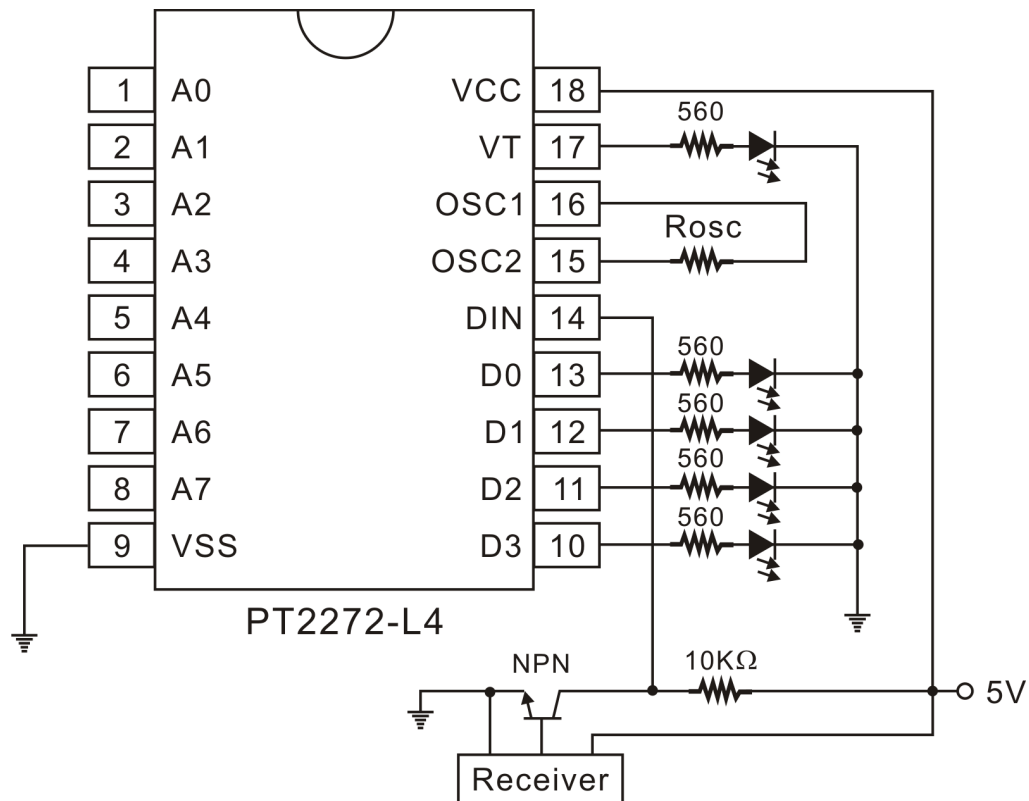 1 A0 VCC 18
560
2 A1 VT 17
3 A2 OSC1 16
Rosc
4 A3 OSC2 15
5 A4 DIN 14
560
6 A5 D0 13
560
7 A6 D1 12
560
8 A7 D2 11
560
9 VSS D3 10
PT2272-L4
NPN 10KΩ
5V
Receiver